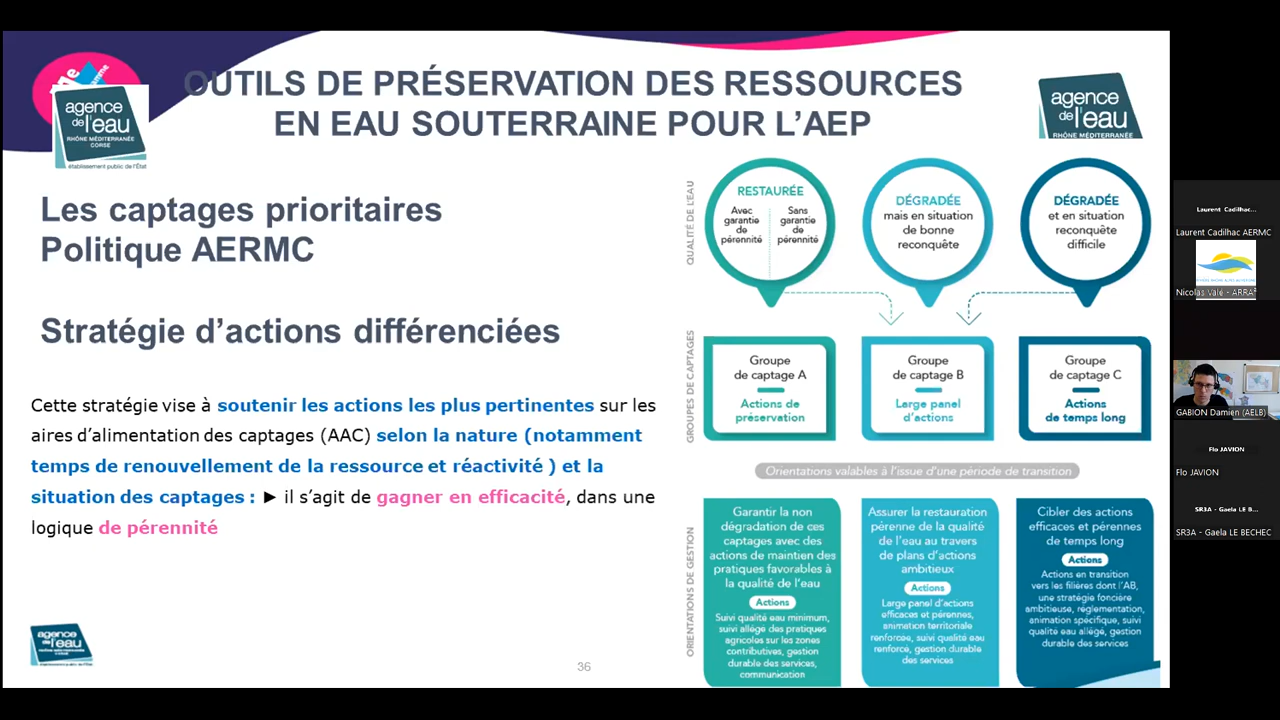 OUTILS DE PRÉSERVATION DES RESSOURCES
EN EAU SOUTERRAINE POUR L'AEP
agence
de l'eau
RHÔNE MÉDITERRANÉE
CORSE
établissement public de l'État
agence
de l'eau
RHÔNE MÉDITERRANÉE
Les captages prioritaires
Politique AERMC
Stratégie d'actions différenciées
Cette stratégie vise à soutenir les actions les plus pertinentes sur les
aires d'alimentation des captages (AAC) selon la nature (notamment
temps de renouvellement de la ressource et réactivité ) et la
situation des captages : ► il s'agit de gagner en efficacité, dans une
logique de pérennité
agence
de l'eau
36
QUALITÉ DE L'EAU
RESTAURÉE
Avec
garantie
de
pérennité
Sans
garantie
de
pérennité
DÉGRADÉE
mais en situation
de bonne
reconquête
DÉGRADÉE
et en situation
reconquête
difficile
GROUPES DE CAPTAGES
Groupe
de captage A
Actions de
préservation
Groupe
de captage B
Large panel
d'actions
Groupe
de captage C
Actions
de temps long
Orientations valables à l'issue d'une période de transition
ORIENTATIONS DE GESTION
Garantir la non
dégradation de ces
captages avec des
actions de maintien des
pratiques favorables à
la qualité de l'eau
Actions
Suivi qualité eau minimum,
suivi allégé des pratiques
agricoles sur les zones
contributives, gestion
durable des services,
communication
Assurer la restauration
pérenne de la qualité
de l'eau au travers
de plans d'actions
ambitieux
Actions
Large panel d'actions
efficaces et pérennes,
animation territoriale
renforcée, suivi qualité eau
renforcé, gestion durable
des services
Cibler des actions
efficaces et pérennes
de temps long
Actions
Actions en transition
vers les filières dont l'AB,
une stratégie foncière
ambitieuse, réglementation,
animation spécifique, suivi
qualité eau allégé, gestion
durable des services
Laurent Cadilhac...
Laurent Cadilhac AERMC
Nicolas Valé - ARRA²
GABION Damien (AELB)
Flo JAVION
Flo JAVION
SR3A - Gaela LE B...
SR3A - Gaela LE BECHEC